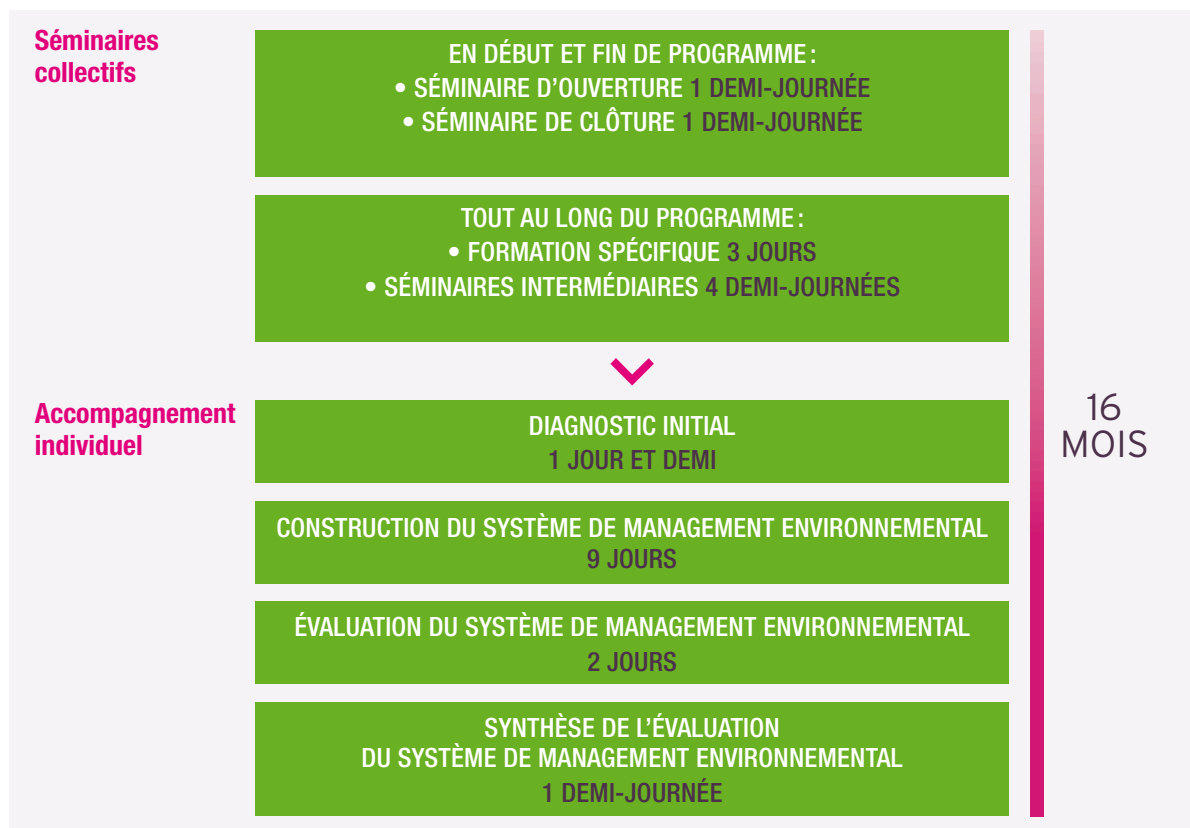 Séminaires
collectifs
EN DÉBUT ET FIN DE PROGRAMME :
• SÉMINAIRE D'OUVERTURE 1 DEMI-JOURNÉE
• SÉMINAIRE DE CLÔTURE 1 DEMI-JOURNÉE
TOUT AU LONG DU PROGRAMME :
• FORMATION SPÉCIFIQUE 3 JOURS
• SÉMINAIRES INTERMÉDIAIRES 4 DEMI-JOURNÉES
Accompagnement
individuel
DIAGNOSTIC INITIAL
1 JOUR ET DEMI
CONSTRUCTION DU SYSTÈME DE MANAGEMENT ENVIRONNEMENTAL
9 JOURS
ÉVALUATION DU SYSTÈME DE MANAGEMENT ENVIRONNEMENTAL
2 JOURS
SYNTHÈSE DE L'ÉVALUATION
DU SYSTÈME DE MANAGEMENT ENVIRONNEMENTAL
1 DEMI-JOURNÉE
16
MOIS